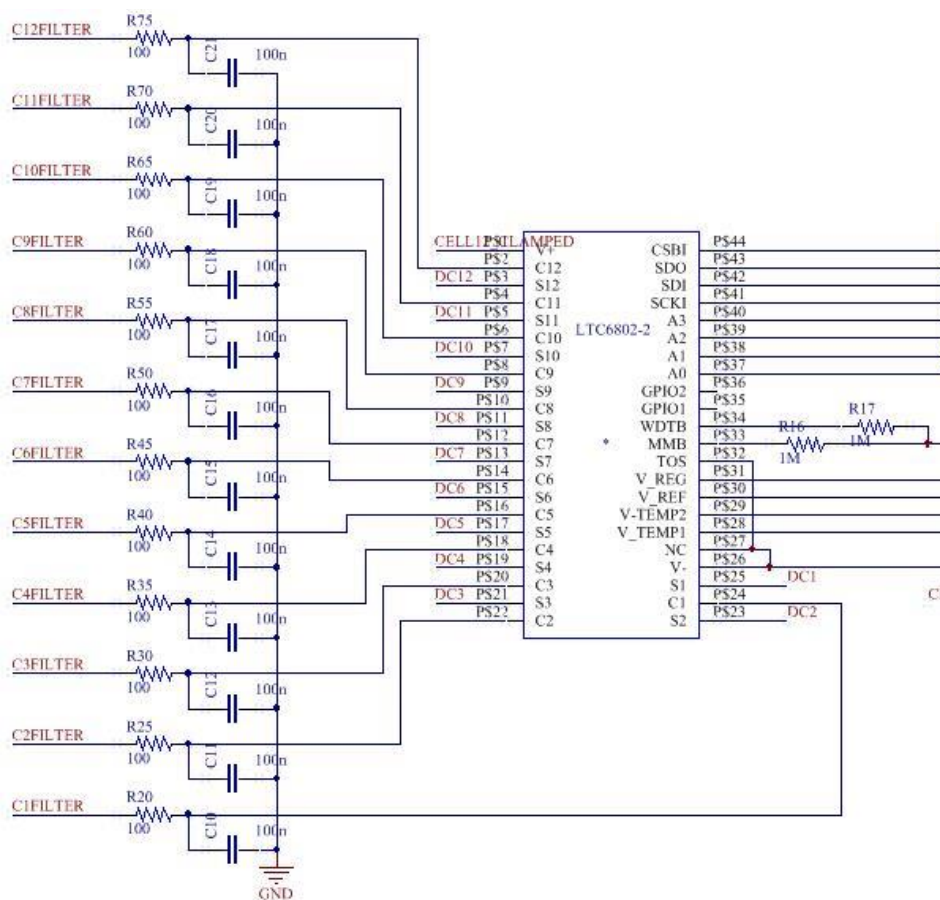 C12FILTER R75 100 C21 100n
C11FILTER R70 100 C20 100n
C10FILTER R65 100 C19 100n
C9FILTER R60 100 C18 100n
C8FILTER R55 100 C17 100n
C7FILTER R50 100 C16 100n
C6FILTER R45 100 C15 100n
C5FILTER R40 100 C14 100n
C4FILTER R35 100 C13 100n
C3FILTER R30 100 C12 100n
C2FILTER R25 100 C11 100n
C1FILTER R20 100 C10 100n
GND
LTC6802-2
CELL12_CLAMPED P$1 V+
P$2 C12
DC12 P$3 S12
P$4 C11
DC11 P$5 S11
P$6 C10
DC10 P$7 S10
P$8 C9
DC9 P$9 S9
P$10 C8
DC8 P$11 S8
P$12 C7
DC7 P$13 S7
P$14 C6
DC6 P$15 S6
P$16 C5
DC5 P$17 S5
P$18 C4
DC4 P$19 S4
P$20 C3
DC3 P$21 S3
P$22 C2
CSBI P$44
SDO P$43
SDI P$42
SCKI P$41
A3 P$40
A2 P$39
A1 P$38
A0 P$37
GPIO2 P$36
GPIO1 P$35
WDTB P$34 R17 1M
MMB P$33 R16 1M
TOS P$32
V_REG P$31
V_REF P$30
V-TEMP2 P$29
V_TEMP1 P$28
NC P$27
V- P$26
S1 P$25 DC1
C1 P$24
S2 P$23 DC2